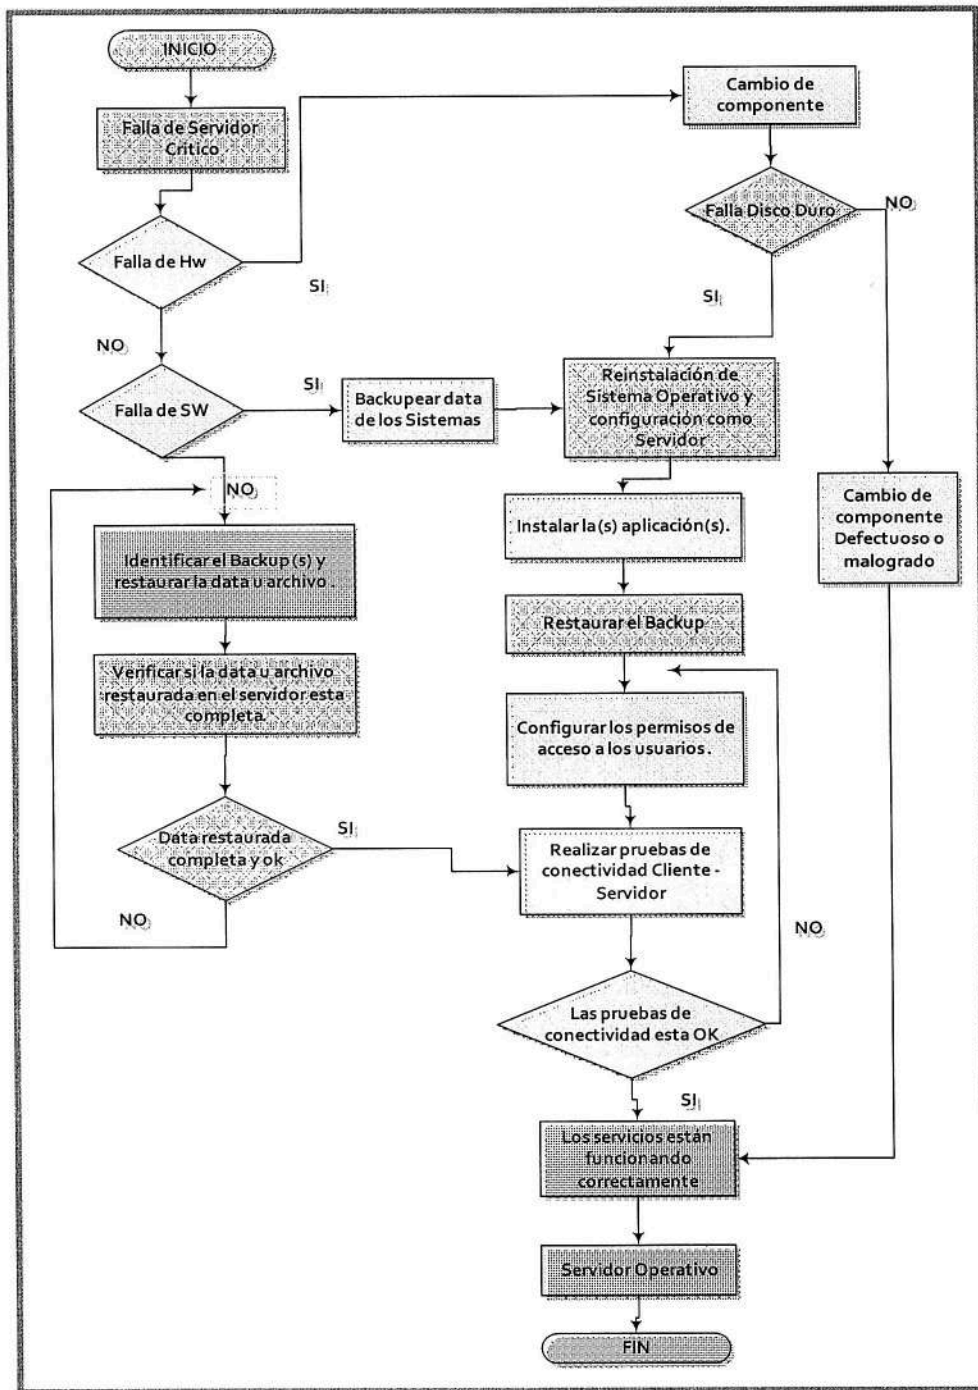 INICIO
Falla de Servidor
Critico
Falla de Hw
SI
NO
Falla de SW
SI
Backupear data
de los Sistemas
NO
Identificar el Backup(s) y
restaurar la data u archivo.
Verificar si la data u archivo
restaurada en el servidor esta
completa.
Data restaurada
completa y ok
SI
NO
Cambio de
componente
Falla Disco Duro
NO
SI
Reinstalación de
Sistema Operativo y
configuración como
Servidor
Instalar la(s) aplicación(s).
Restaurar el Backup
Configurar los permisos de
acceso a los usuarios.
Realizar pruebas de
conectividad Cliente -
Servidor
NO
Las pruebas de
conectividad esta OK
SI
Cambio de
componente
Defectuoso o
malogrado
Los servicios están
funcionando
correctamente
Servidor Operativo
FIN